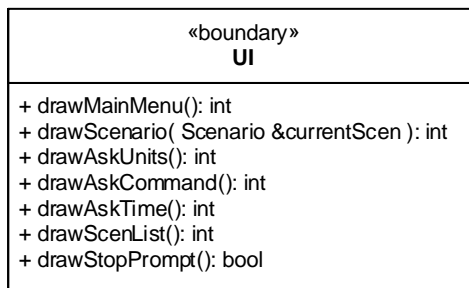 «boundary»
UI
+ drawMainMenu(): int
+ drawScenario( Scenario &currentScen ): int
+ drawAskUnits(): int
+ drawAskCommand(): int
+ drawAskTime(): int
+ drawScenList(): int
+ drawStopPrompt(): bool